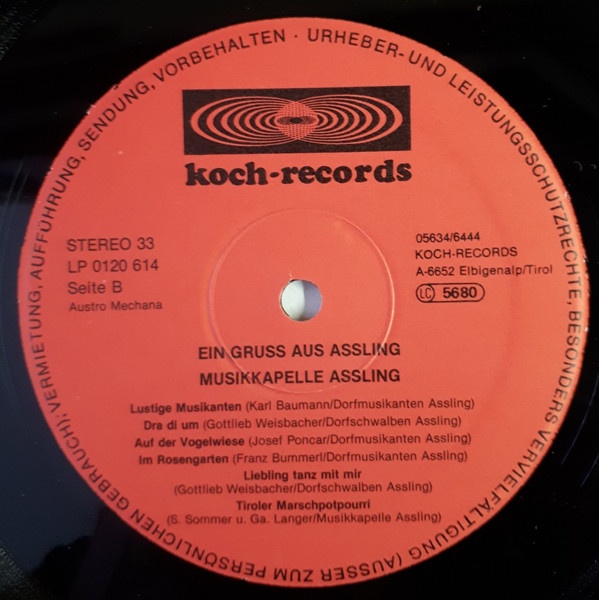 URHEBER- UND LEISTUNGSSCHUTZRECHTE, BESONDERS VERVIELFÄLTIGUNG (AUSSER ZUM PERSÖNLICHEN GEBRAUCH); VERMIETUNG, AUFFÜHRUNG, SENDUNG, VORBEHALTEN ·
koch-records
STEREO 33
LP 0120 614
Seite B
Austro Mechana
05634/6444
KOCH-RECORDS
A-6652 Elbigenalp/Tirol
LC 5680
EIN GRUSS AUS ASSLING
MUSIKKAPELLE ASSLING
Lustige Musikanten (Karl Baumann/Dorfmusikanten Assling)
Dra di um (Gottlieb Weisbacher/Dorfschwalben Assling)
Auf der Vogelwiese (Josef Poncar/Dorfmusikanten Assling)
Im Rosengarten (Franz Bummerl/Dorfmusikanten Assling)
Liebling tanz mit mir
(Gottlieb Weisbacher/Dorfschwalben Assling)
Tiroler Marschpotpourri
(S. Sommer u. Ga. Langer/Musikkapelle Assling)